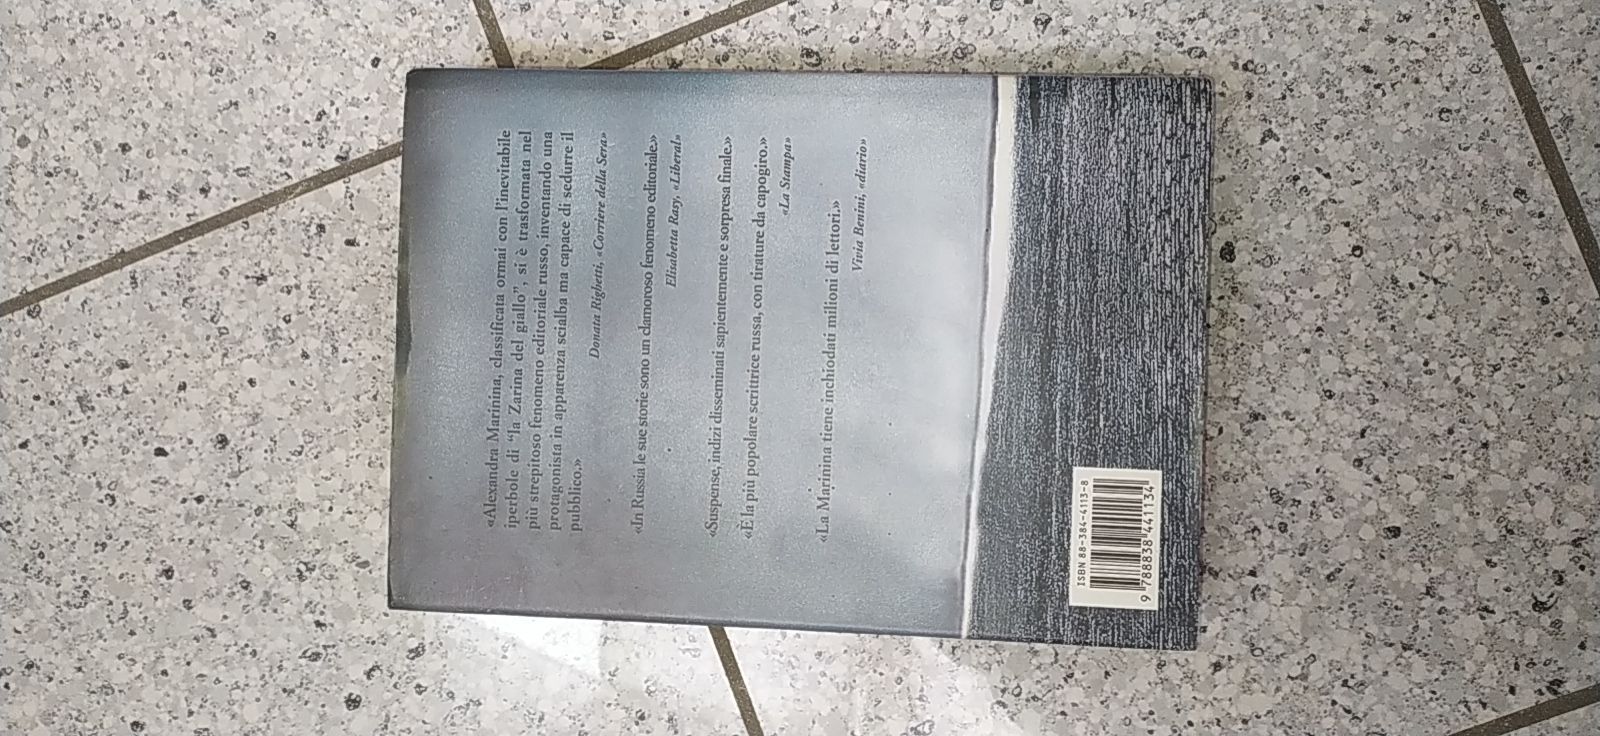 «Alexandra Marinina, classificata ormai con l'inevitabile
iperbole di “la Zarina del giallo”, si è trasformata nel
più strepitoso fenomeno editoriale russo, inventando una
protagonista in apparenza scialba ma capace di sedurre il
pubblico.»
Donata Righetti, «Corriere della Sera»
«In Russia le sue storie sono un clamoroso fenomeno editoriale.»
Elisabetta Rasy, «Liberal»
«Suspense, indizi disseminati sapientemente e sorpresa finale.»
«È la più popolare scrittrice russa, con tirature da capogiro.»
«La Stampa»
«La Marinina tiene inchiodati milioni di lettori.»
Vivia Benini, «diario»
ISBN 88-384-4113-8
9 788838 441134